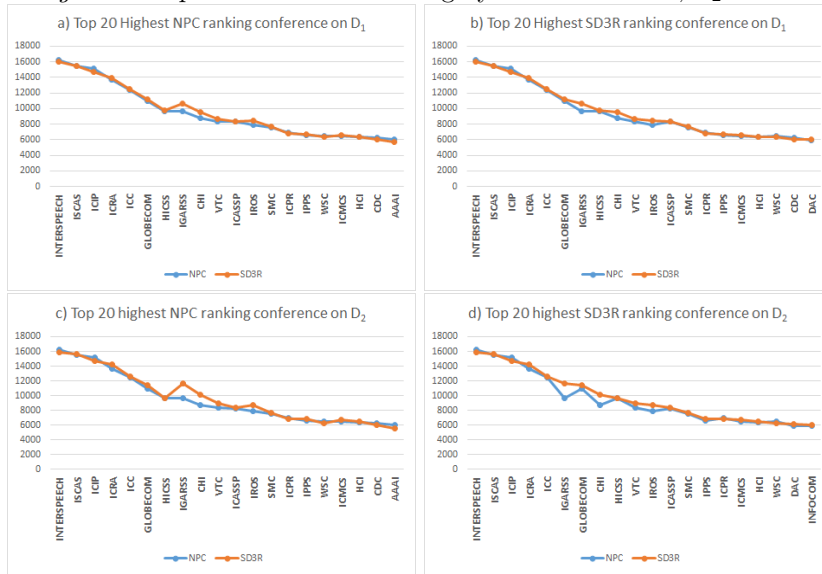 a) Top 20 Highest NPC ranking conference on D1
18000
16000
14000
12000
10000
8000
6000
4000
2000
0
INTERSPEECH
ISCAS
ICIP
ICRA
ICC
GLOBECOM
HICSS
IGARSS
CHI
VTC
ICASSP
IROS
SMC
ICPR
IPPS
WSC
ICMCS
HCI
CDC
AAAI
NPC SD3R
b) Top 20 Highest SD3R ranking conference on D1
18000
16000
14000
12000
10000
8000
6000
4000
2000
0
INTERSPEECH
ISCAS
ICIP
ICRA
ICC
GLOBECOM
IGARSS
HICSS
CHI
VTC
IROS
ICASSP
SMC
ICPR
IPPS
ICMCS
HCI
WSC
CDC
DAC
NPC SD3R
c) Top 20 highest NPC ranking conference on D2
18000
16000
14000
12000
10000
8000
6000
4000
2000
0
INTERSPEECH
ISCAS
ICIP
ICRA
ICC
GLOBECOM
HICSS
IGARSS
CHI
VTC
ICASSP
IROS
SMC
ICPR
IPPS
WSC
ICMCS
HCI
CDC
AAAI
NPC SD3R
d) Top 20 highest SD3R ranking conference on D2
18000
16000
14000
12000
10000
8000
6000
4000
2000
0
INTERSPEECH
ISCAS
ICIP
ICRA
ICC
IGARSS
GLOBECOM
CHI
HICSS
VTC
IROS
ICASSP
SMC
IPPS
ICPR
ICMCS
HCI
WSC
DAC
INFOCOM
NPC SD3R